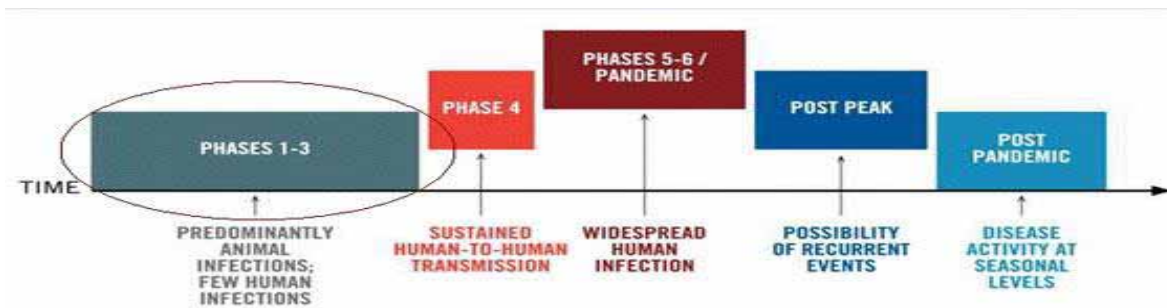 PHASES 1-3
PHASE 4
PHASES 5-6 /
PANDEMIC
POST PEAK
POST
PANDEMIC
TIME
PREDOMINANTLY
ANIMAL
INFECTIONS;
FEW HUMAN
INFECTIONS
SUSTAINED
HUMAN-TO-HUMAN
TRANSMISSION
WIDESPREAD
HUMAN
INFECTION
POSSIBILITY
OF RECURRENT
EVENTS
DISEASE
ACTIVITY AT
SEASONAL
LEVELS